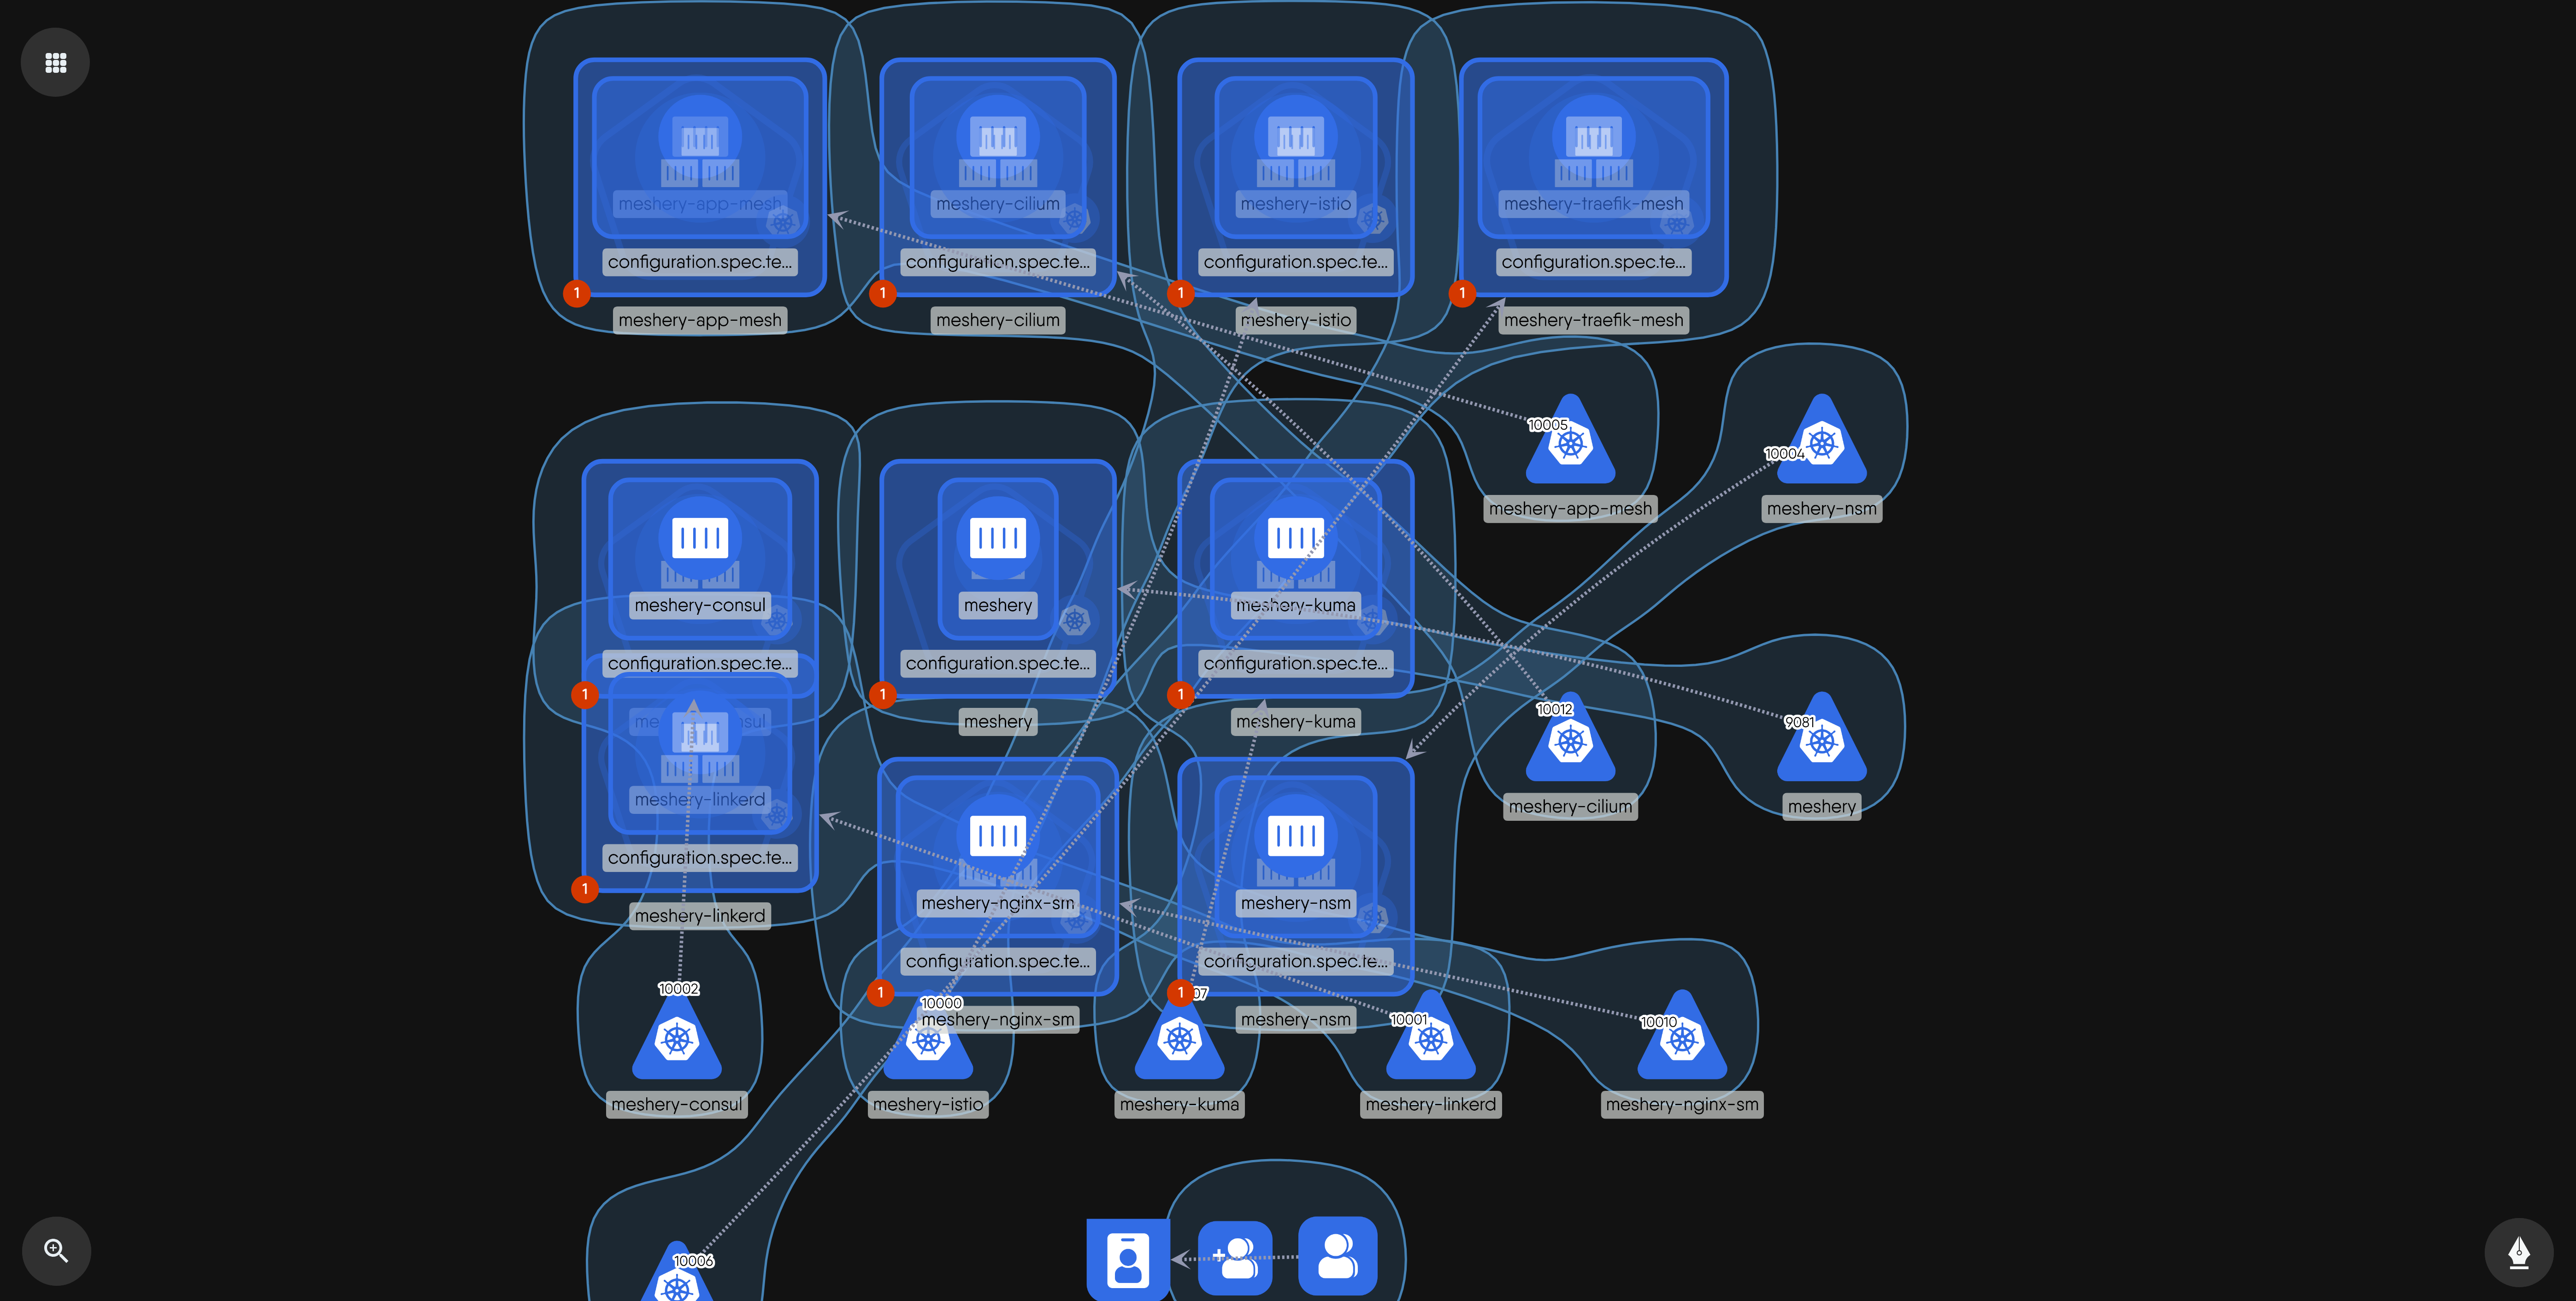 meshery-app-mesh
meshery-cilium
meshery-istio
meshery-traefik-mesh
configuration.spec.te...
configuration.spec.te...
configuration.spec.te...
configuration.spec.te...
1
1
1
1
meshery-app-mesh
meshery-cilium
meshery-istio
meshery-traefik-mesh
10005
10004
meshery-app-mesh
meshery-nsm
meshery-consul
meshery
meshery-kuma
configuration.spec.te...
configuration.spec.te...
configuration.spec.te...
1
1
1
meshery
meshery-kuma
10012
9081
meshery-linkerd
meshery-cilium
meshery
configuration.spec.te...
1
meshery-linkerd
meshery-nginx-sm
meshery-nsm
configuration.spec.te...
configuration.spec.te...
1
1
10002
10000
07
meshery-nginx-sm
meshery-nsm
10001
10010
meshery-consul
meshery-istio
meshery-kuma
meshery-linkerd
meshery-nginx-sm
10006